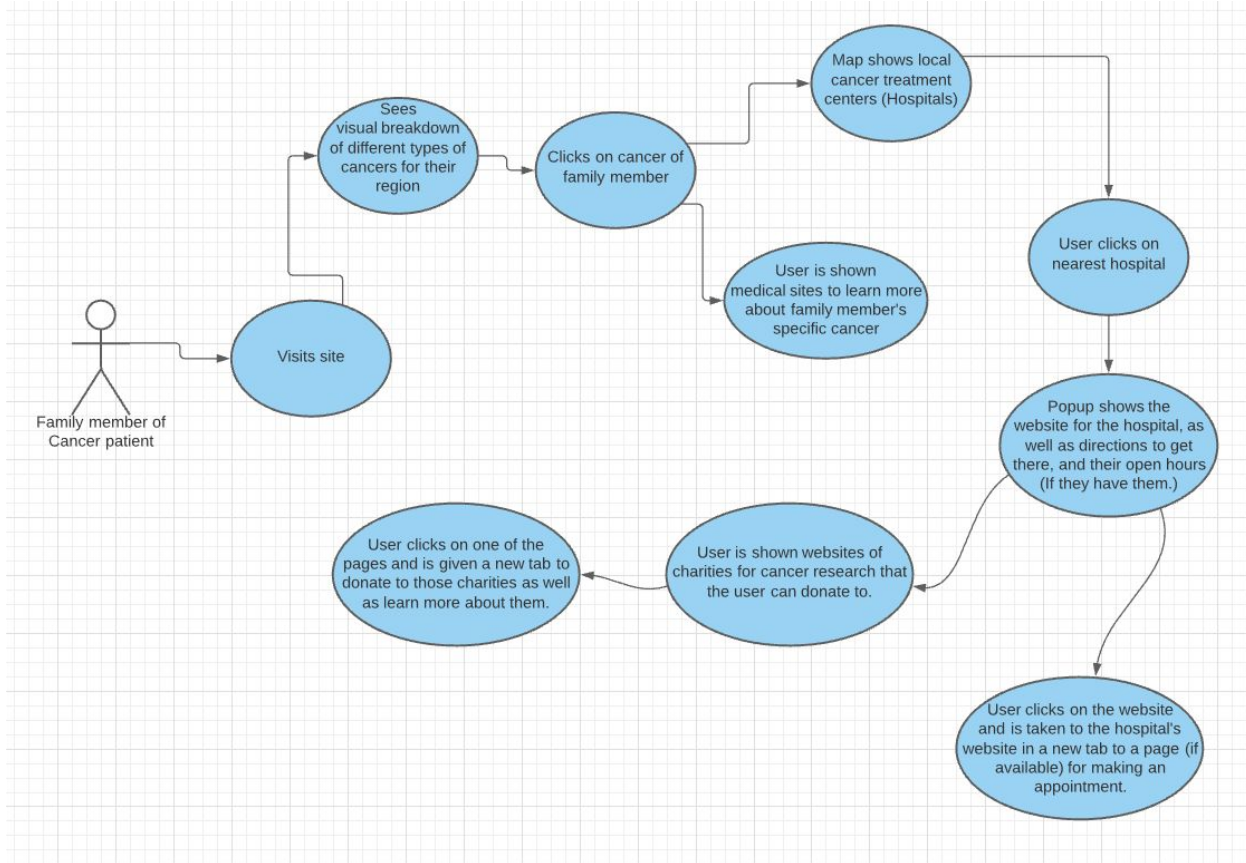 Family member of
Cancer patient
Visits site
Sees
visual breakdown
of different types of
cancers for their
region
Clicks on cancer of
family member
Map shows local
cancer treatment
centers (Hospitals)
User is shown
medical sites to learn more
about family member's
specific cancer
User clicks on
nearest hospital
Popup shows the
website for the hospital, as
well as directions to get
there, and their open hours
(If they have them.)
User is shown websites of
charities for cancer research that
the user can donate to.
User clicks on one of the
pages and is given a new tab to
donate to those charities as well
as learn more about them.
User clicks on the website
and is taken to the hospital's
website in a new tab to a page (if
available) for making an
appointment.